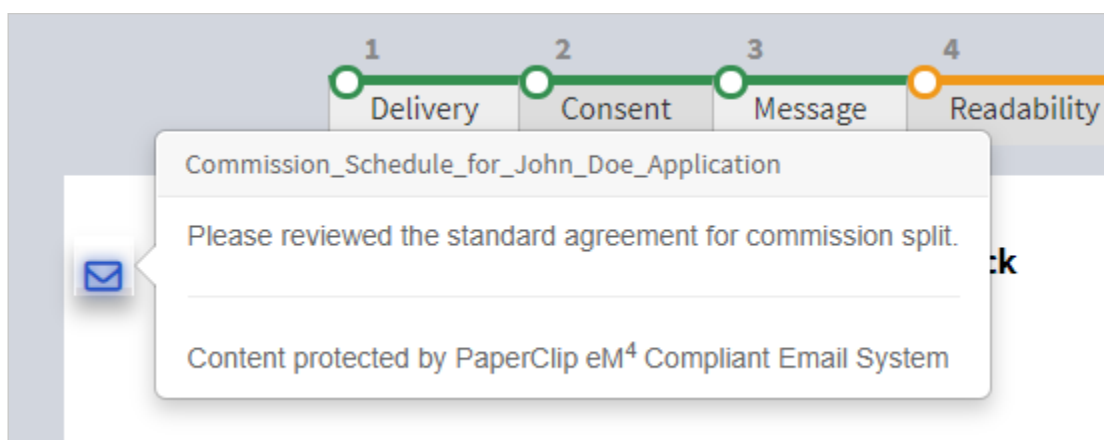 1 2 3 4
Delivery Consent Message Readability
Commission_Schedule_for_John_Doe_Application
Please reviewed the standard agreement for commission split.
ck
Content protected by PaperClip eM⁴ Compliant Email System